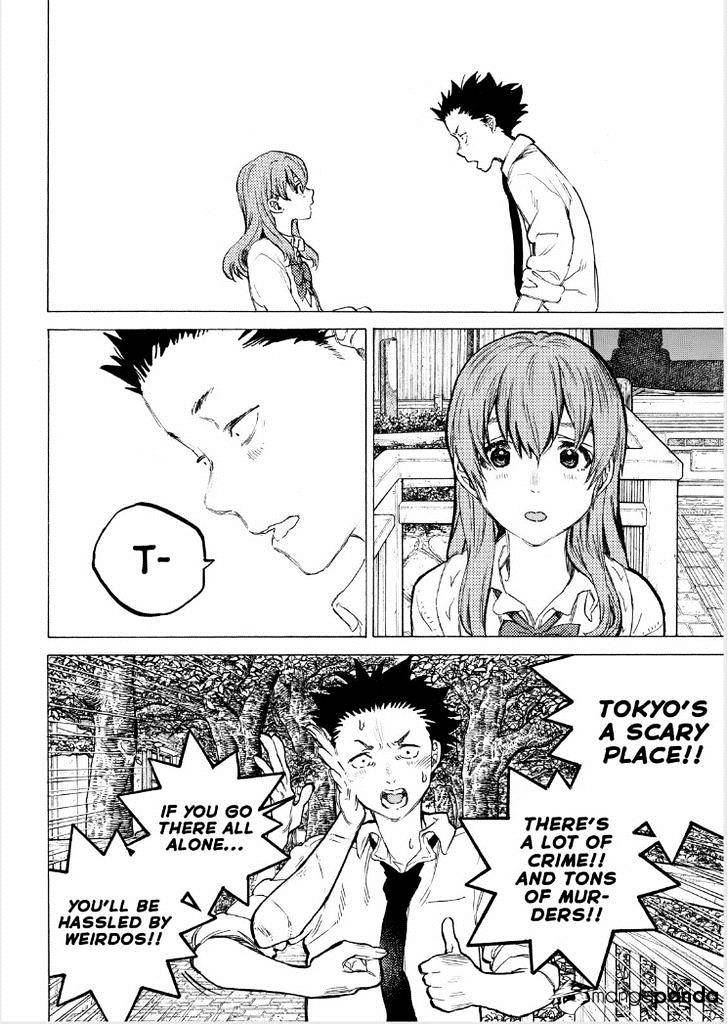 T-
TOKYO'S
A SCARY
PLACE!!
THERE'S
A LOT OF
CRIME!!
AND TONS
OF MUR-
DERS!!
IF YOU GO
THERE ALL
ALONE...
YOU'LL BE
HASSLED BY
WEIRDOS!!
mangapanda